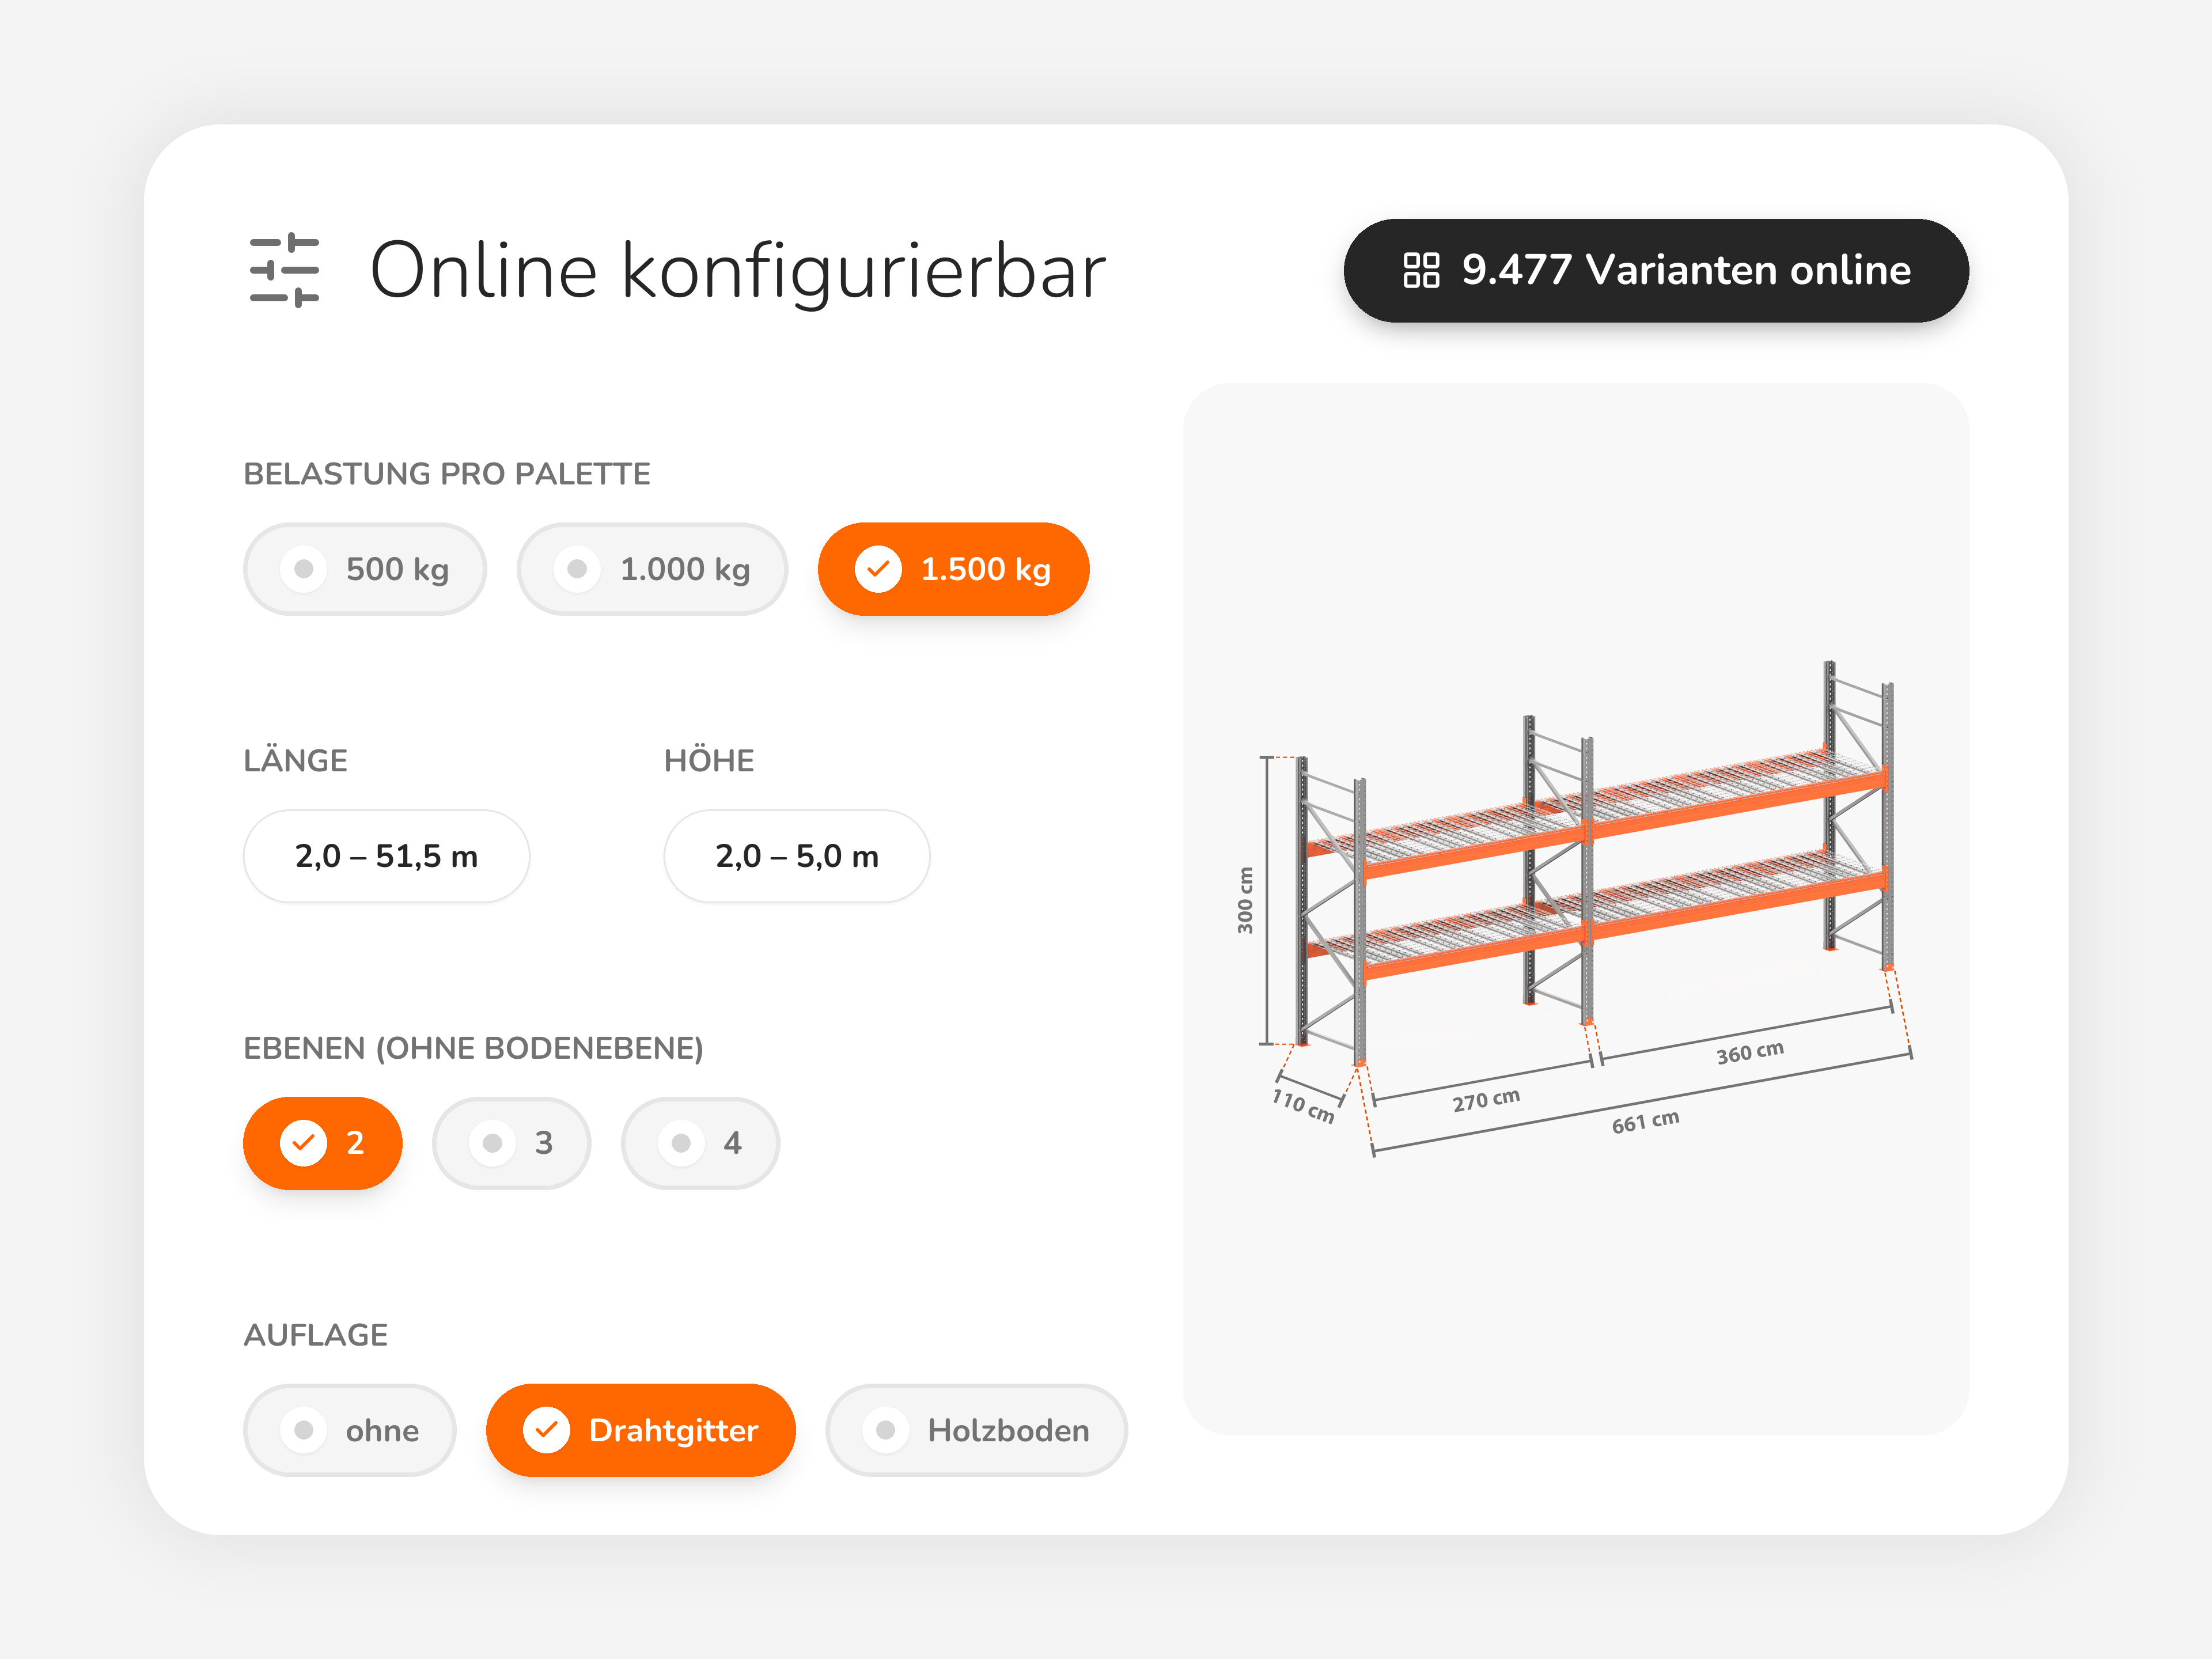 Online konfigurierbar
9.477 Varianten online
BELASTUNG PRO PALETTE
500 kg
1.000 kg
1.500 kg
LÄNGE
HÖHE
2,0 – 51,5 m
2,0 – 5,0 m
EBENEN (OHNE BODENEBENE)
2
3
4
AUFLAGE
ohne
Drahtgitter
Holzboden
300 cm
110 cm
270 cm
360 cm
661 cm